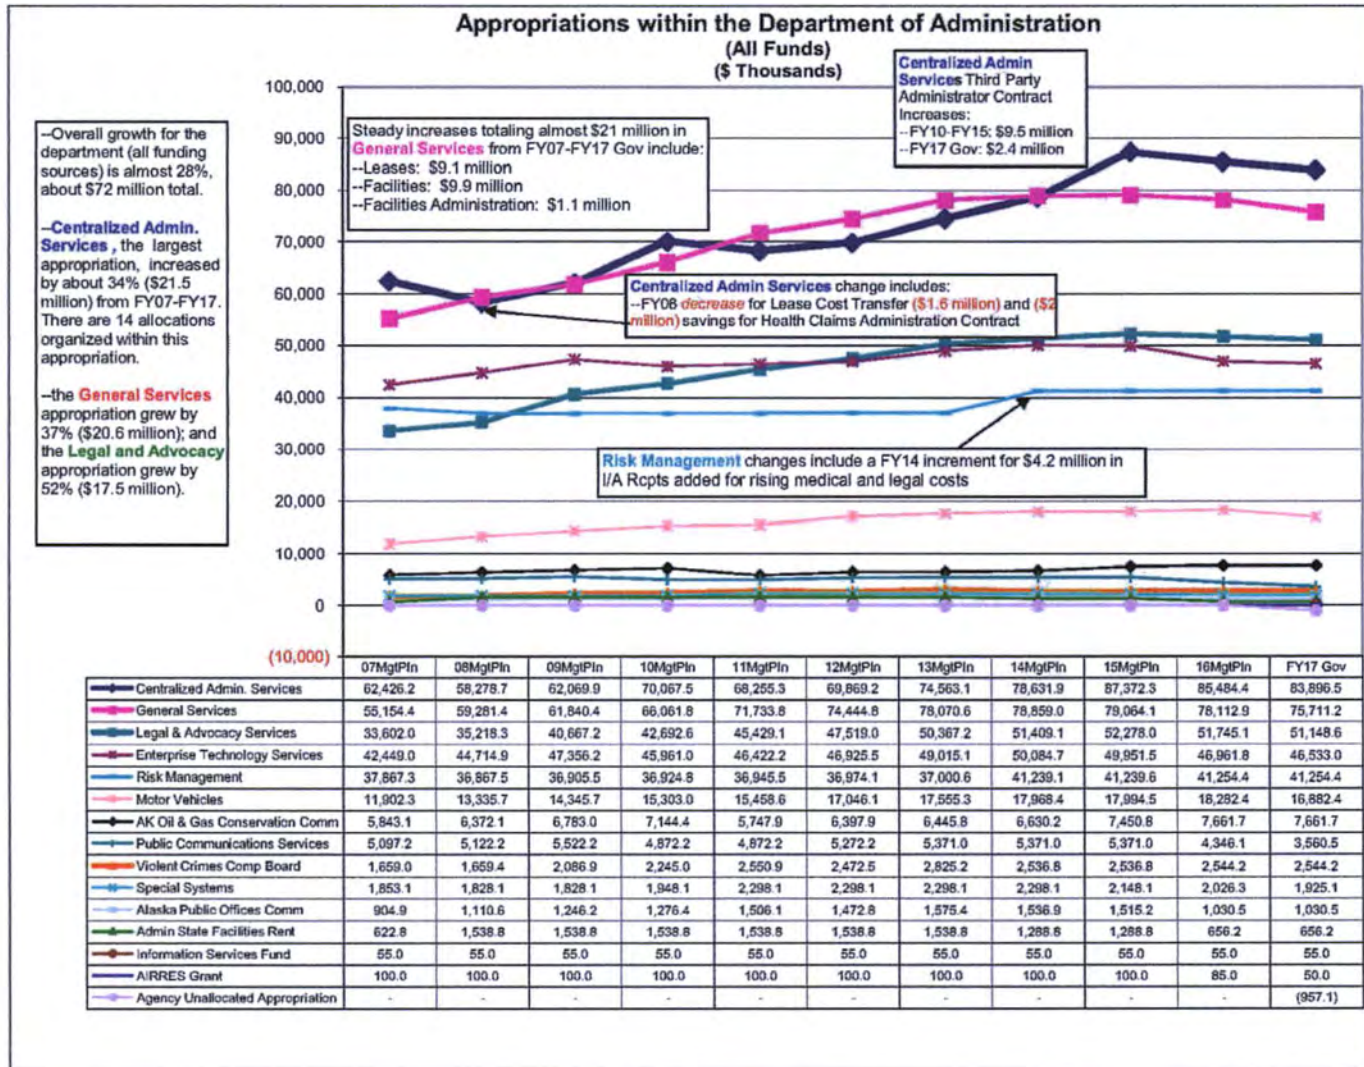 Appropriations within the Department of Administration
(All Funds)
($ Thousands)
--Overall growth for the
department (all funding
sources) is almost 28%,
about $72 million total.
--Centralized Admin.
Services , the largest
appropriation, increased
by about 34% ($21.5
million) from FY07-FY17.
There are 14 allocations
organized within this
appropriation.
--the General Services
appropriation grew by
37% ($20.6 million); and
the Legal and Advocacy
appropriation grew by
52% ($17.5 million).
100,000
90,000
80,000
70,000
60,000
50,000
40,000
30,000
20,000
10,000
0
(10,000)
Steady increases totaling almost $21 million in
General Services from FY07-FY17 Gov include:
--Leases: $9.1 million
--Facilities: $9.9 million
--Facilities Administration: $1.1 million
Centralized Admin
Services Third Party
Administrator Contract
Increases:
--FY10-FY15: $9.5 million
--FY17 Gov: $2.4 million
Centralized Admin Services change includes:
--FY08 decrease for Lease Cost Transfer ($1.6 million) and ($2
million) savings for Health Claims Administration Contract
Risk Management changes include a FY14 increment for $4.2 million in
I/A Rcpts added for rising medical and legal costs
07MgtPln 08MgtPln 09MgtPln 10MgtPln 11MgtPln 12MgtPln 13MgtPln 14MgtPln 15MgtPln 16MgtPln FY17 Gov
Centralized Admin. Services 62,426.2 58,278.7 62,069.9 70,067.5 68,255.3 69,869.2 74,563.1 78,631.9 87,372.3 85,484.4 83,896.5
General Services 55,154.4 59,281.4 61,840.4 66,061.8 71,733.8 74,444.8 78,070.6 78,859.0 79,064.1 78,112.9 75,711.2
Legal & Advocacy Services 33,602.0 35,218.3 40,667.2 42,692.6 45,429.1 47,519.0 50,367.2 51,409.1 52,278.0 51,745.1 51,148.6
Enterprise Technology Services 42,449.0 44,714.9 47,356.2 45,961.0 46,422.2 46,925.5 49,015.1 50,084.7 49,951.5 46,961.8 46,533.0
Risk Management 37,867.3 36,867.5 36,905.5 36,924.8 36,945.5 36,974.1 37,000.6 41,239.1 41,239.6 41,254.4 41,254.4
Motor Vehicles 11,902.3 13,335.7 14,345.7 15,303.0 15,458.6 17,046.1 17,555.3 17,968.4 17,994.5 18,282.4 16,882.4
AK Oil & Gas Conservation Comm 5,843.1 6,372.1 6,783.0 7,144.4 5,747.9 6,397.9 6,445.8 6,630.2 7,450.8 7,661.7 7,661.7
Public Communications Services 5,097.2 5,122.2 5,522.2 4,872.2 4,872.2 5,272.2 5,371.0 5,371.0 5,371.0 4,346.1 3,560.5
Violent Crimes Comp Board 1,659.0 1,659.4 2,086.9 2,245.0 2,550.9 2,472.5 2,825.2 2,536.8 2,536.8 2,544.2 2,544.2
Special Systems 1,853.1 1,828.1 1,828.1 1,948.1 2,298.1 2,298.1 2,298.1 2,298.1 2,148.1 2,026.3 1,925.1
Alaska Public Offices Comm 904.9 1,110.6 1,246.2 1,276.4 1,506.1 1,472.8 1,575.4 1,536.9 1,515.2 1,030.5 1,030.5
Admin State Facilities Rent 622.8 1,538.8 1,538.8 1,538.8 1,538.8 1,538.8 1,538.8 1,288.8 1,288.8 656.2 656.2
Information Services Fund 55.0 55.0 55.0 55.0 55.0 55.0 55.0 55.0 55.0 55.0 55.0
AIRRES Grant 100.0 100.0 100.0 100.0 100.0 100.0 100.0 100.0 100.0 85.0 50.0
Agency Unallocated Appropriation - - - - - - - - - - (957.1)